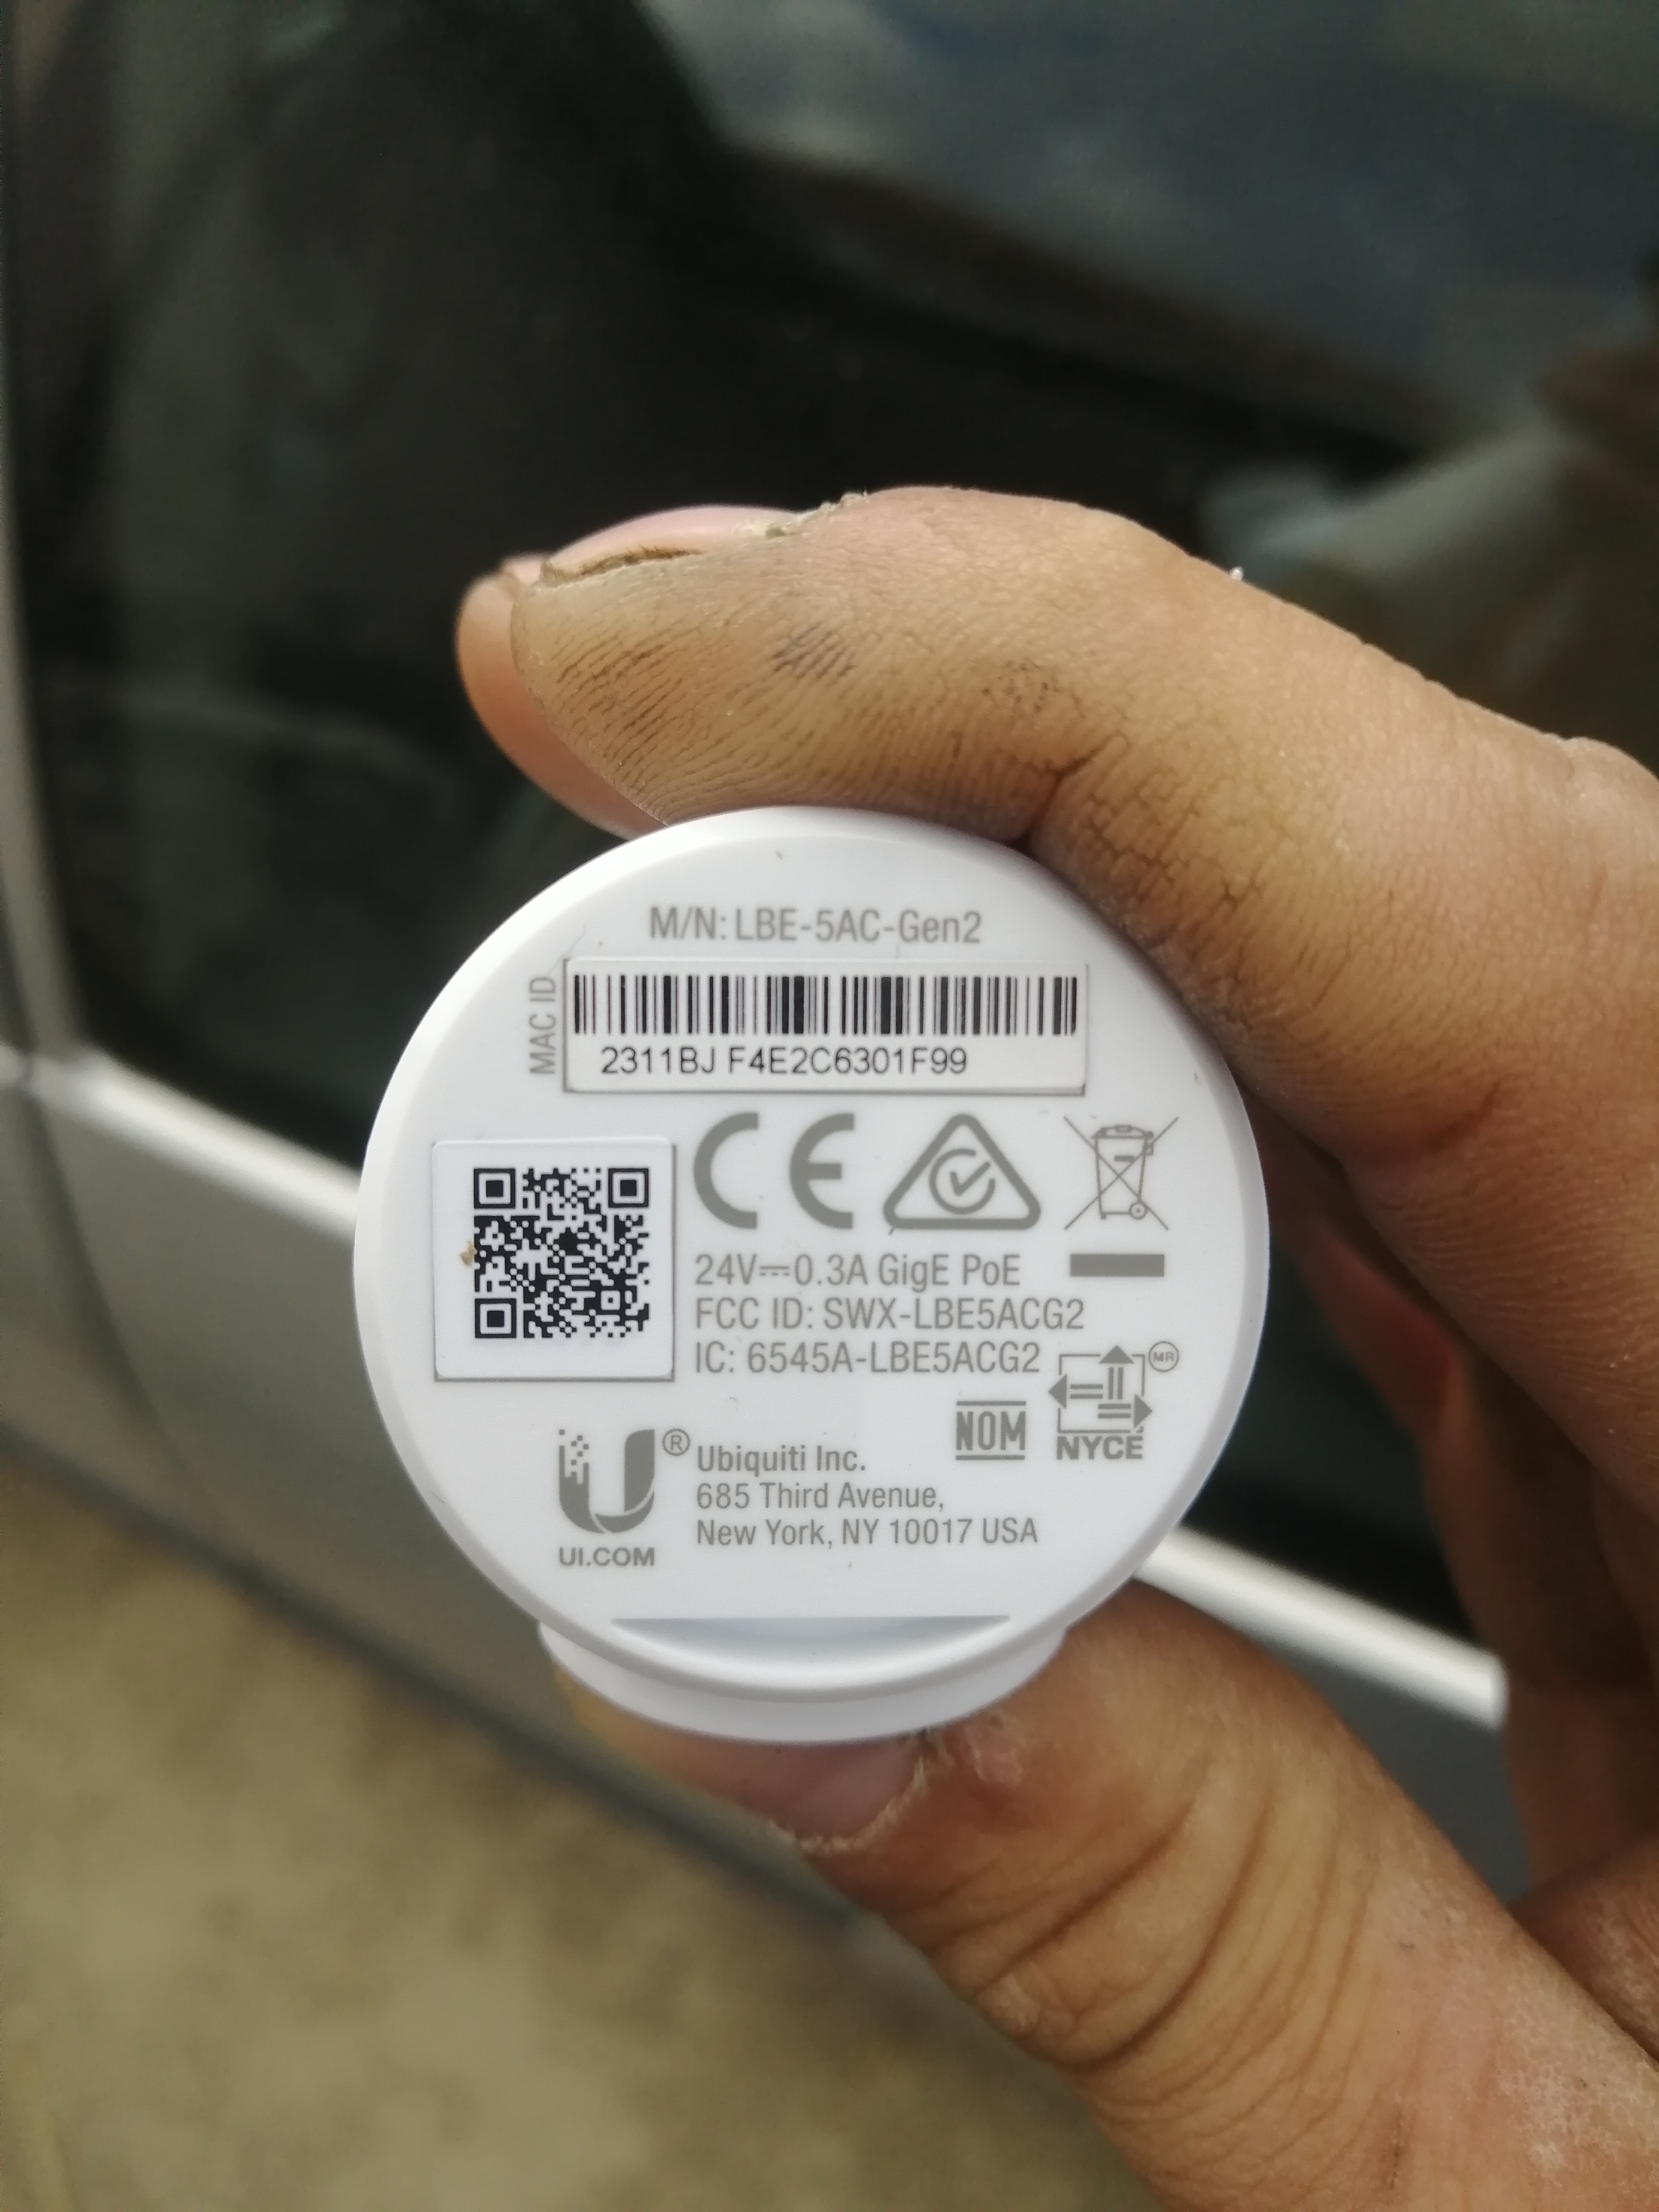 M/N: LBE-5AC-Gen2
MAC ID
2311BJ F4E2C6301F99
CE
24V⎓0.3A GigE PoE
FCC ID: SWX-LBE5ACG2
IC: 6545A-LBE5ACG2
MR
NOM
NYCE
U®
UI.COM
Ubiquiti Inc.
685 Third Avenue,
New York, NY 10017 USA